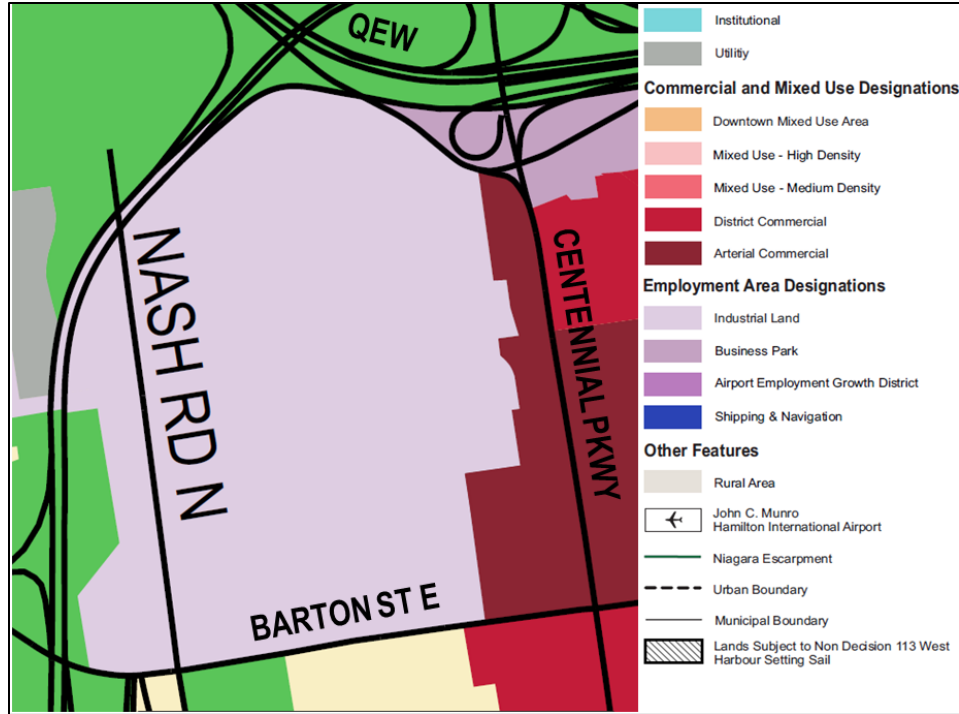 QEW
NASH RD N
CENTENNIAL PKWY
BARTON ST E
Institutional
Utilitiy
Commercial and Mixed Use Designations
Downtown Mixed Use Area
Mixed Use - High Density
Mixed Use - Medium Density
District Commercial
Arterial Commercial
Employment Area Designations
Industrial Land
Business Park
Airport Employment Growth District
Shipping & Navigation
Other Features
Rural Area
John C. Munro
Hamilton International Airport
Niagara Escarpment
Urban Boundary
Municipal Boundary
Lands Subject to Non Decision 113 West
Harbour Setting Sail